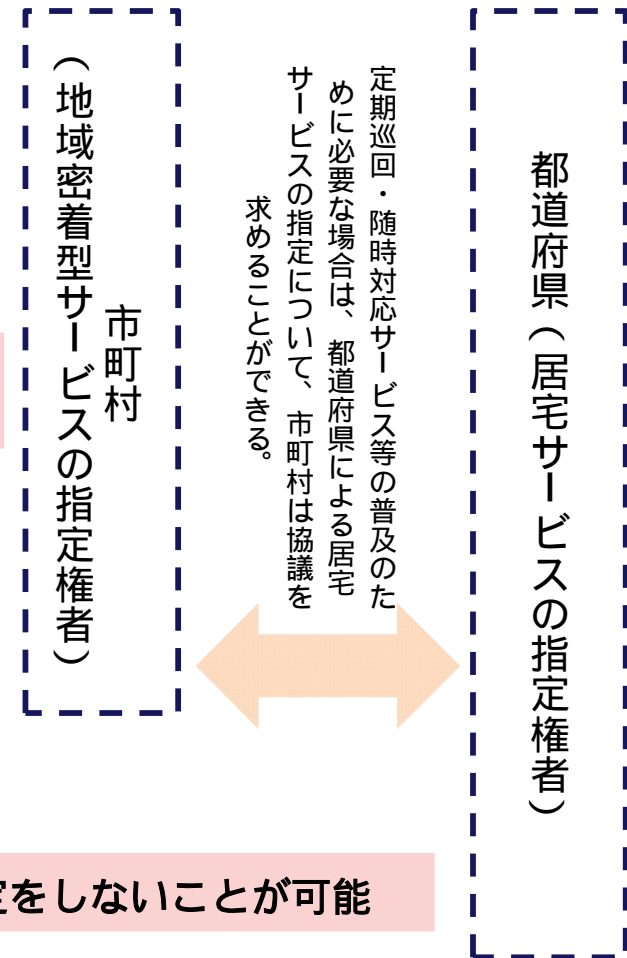 都道府県（居宅サービスの指定権者）
定期巡回・随時対応サービス等の普及のた
めに必要な場合は、都道府県による居宅
サービスの指定について、市町村は協議を
求めることができる。
市町村
（地域密着型サービスの指定権者）
定をしないことが可能